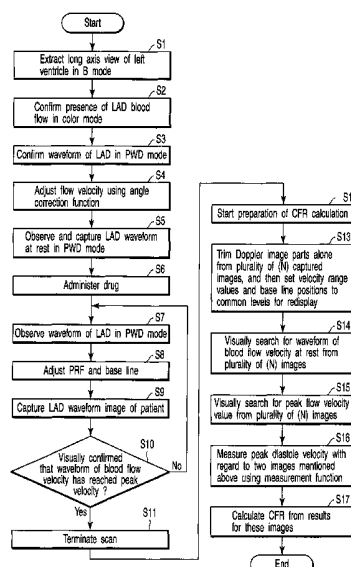 Start
S1
Extract long axis view of left
ventricle in B mode
S2
Confirm presence of LAD blood
flow in color mode
S3
Confirm waveform of LAD in PWD mode
S4
Adjust flow velocity using angle
correction function
S5
Observe and capture LAD waveform
at rest in PWD mode
S6
Administer drug
S7
Observe waveform of LAD in PWD mode
S8
Adjust PRF and base line
S9
Capture LAD waveform image of patient
S10
Visually confirmed
that waveform of blood flow
velocity has reached peak
velocity ?
No
Yes
S11
Terminate scan
S1
Start preparation of CFR calculation
S13
Trim Doppler image parts alone
from plurality of (N) captured
images, and then set velocity range
values and base line positions to
common levels for redisplay
S14
Visually search for waveform of
blood flow velocity at rest from
plurality of (N) images
S15
Visually search for peak flow velocity
value from plurality of (N) images
S16
Measure peak diastole velocity with
regard to two images mentioned
above using measurement function
S17
Calculate CFR from results
for these images
End